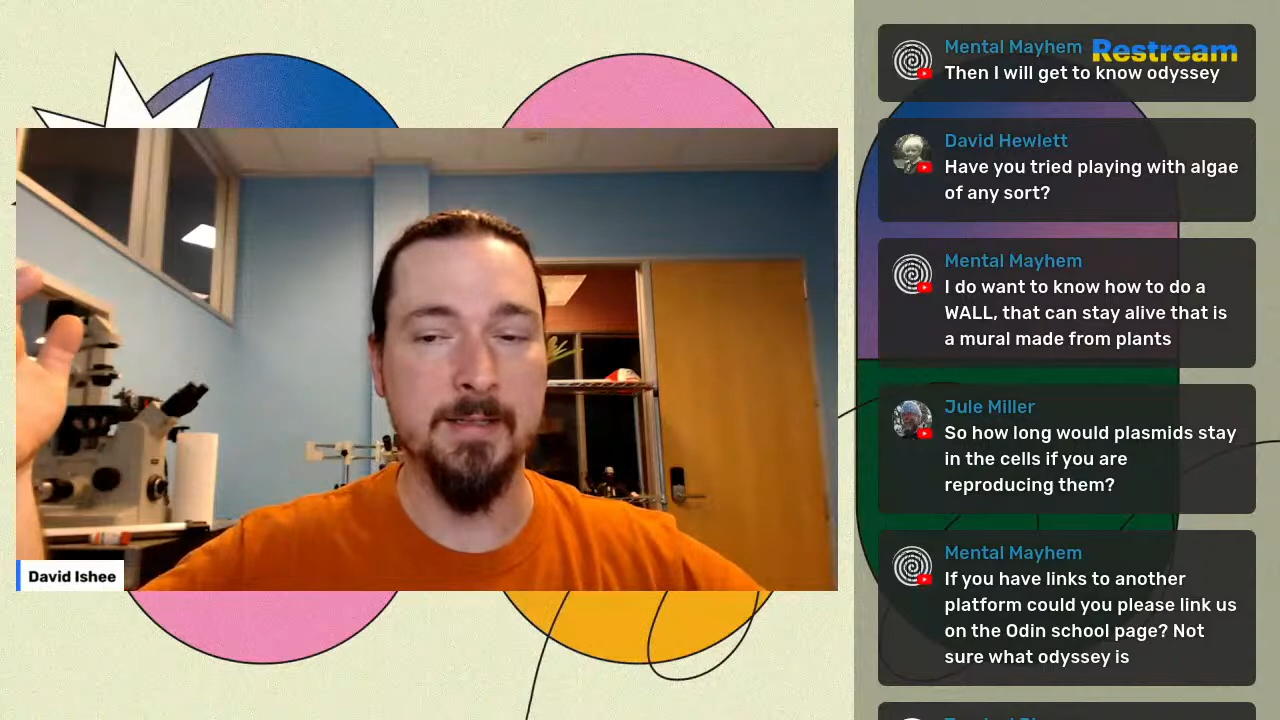 Mental Mayhem
Restream
Then I will get to know odyssey
David Hewlett
Have you tried playing with algae
of any sort?
Mental Mayhem
I do want to know how to do a
WALL, that can stay alive that is
a mural made from plants
Jule Miller
So how long would plasmids stay
in the cells if you are
reproducing them?
Mental Mayhem
If you have links to another
platform could you please link us
on the Odin school page? Not
sure what odyssey is
David Ishee